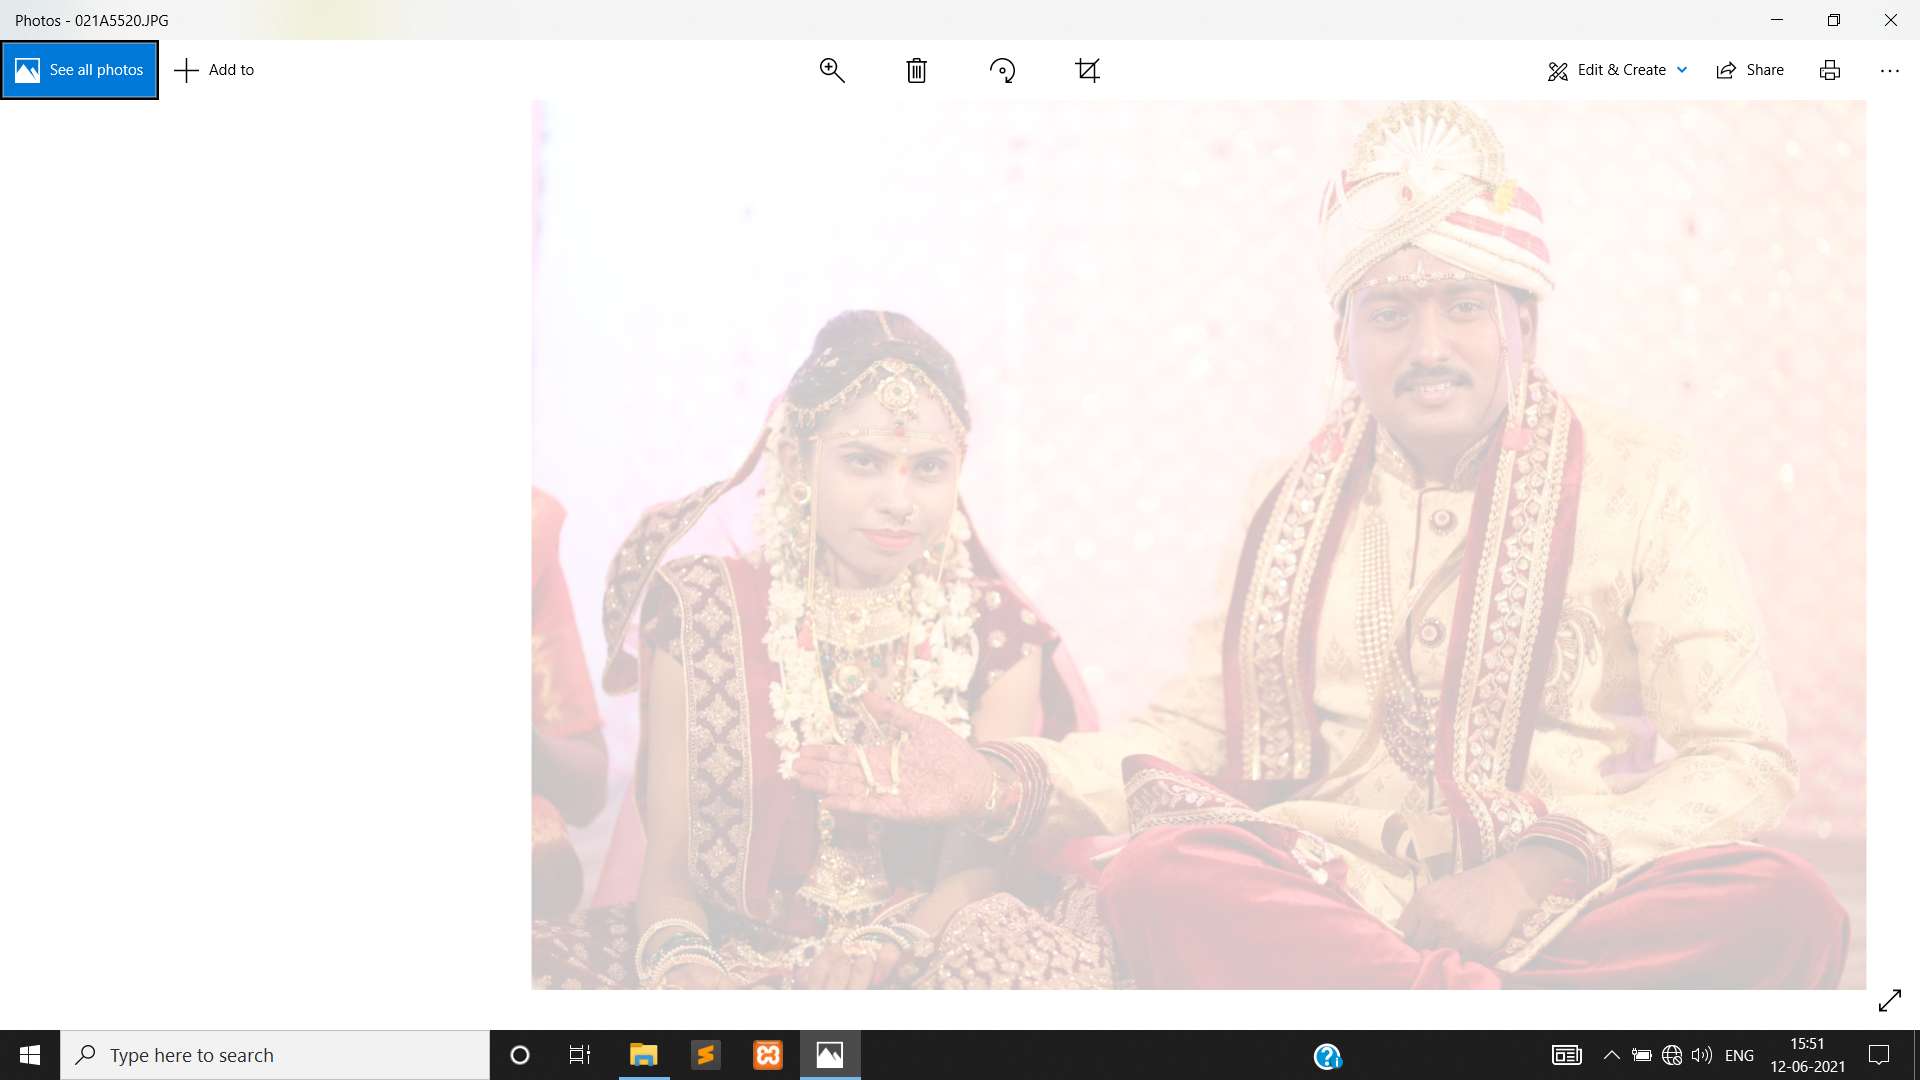 Photos - 021A5520.JPG
See all photos
Add to
Edit & Create
Share
Type here to search
ENG
15:51
12-06-2021